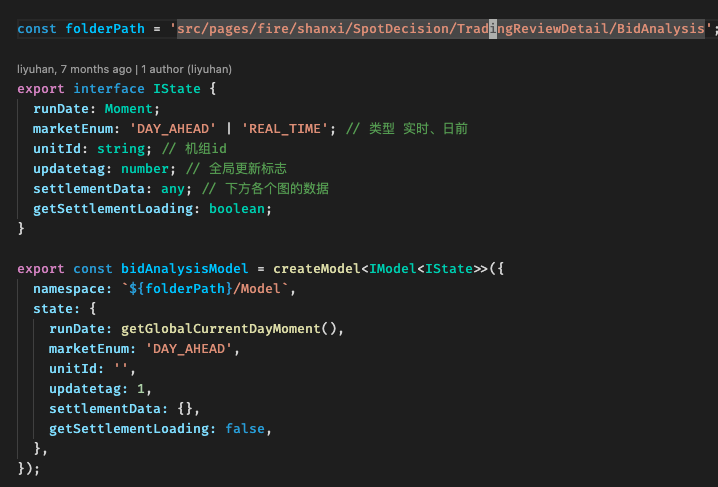 const folderPath = 'src/pages/fire/shanxi/SpotDecision/TradingReviewDetail/BidAnalysis';
liyuhan, 7 months ago | 1 author (liyuhan)
export interface IState {
  runDate: Moment;
  marketEnum: 'DAY_AHEAD' | 'REAL_TIME'; // 类型 实时、日前
  unitId: string; // 机组id
  updatetag: number; // 全局更新标志
  settlementData: any; // 下方各个图的数据
  getSettlementLoading: boolean;
}
export const bidAnalysisModel = createModel<IModel<IState>>({
  namespace: `${folderPath}/Model`,
  state: {
    runDate: getGlobalCurrentDayMoment(),
    marketEnum: 'DAY_AHEAD',
    unitId: '',
    updatetag: 1,
    settlementData: {},
    getSettlementLoading: false,
  },
});